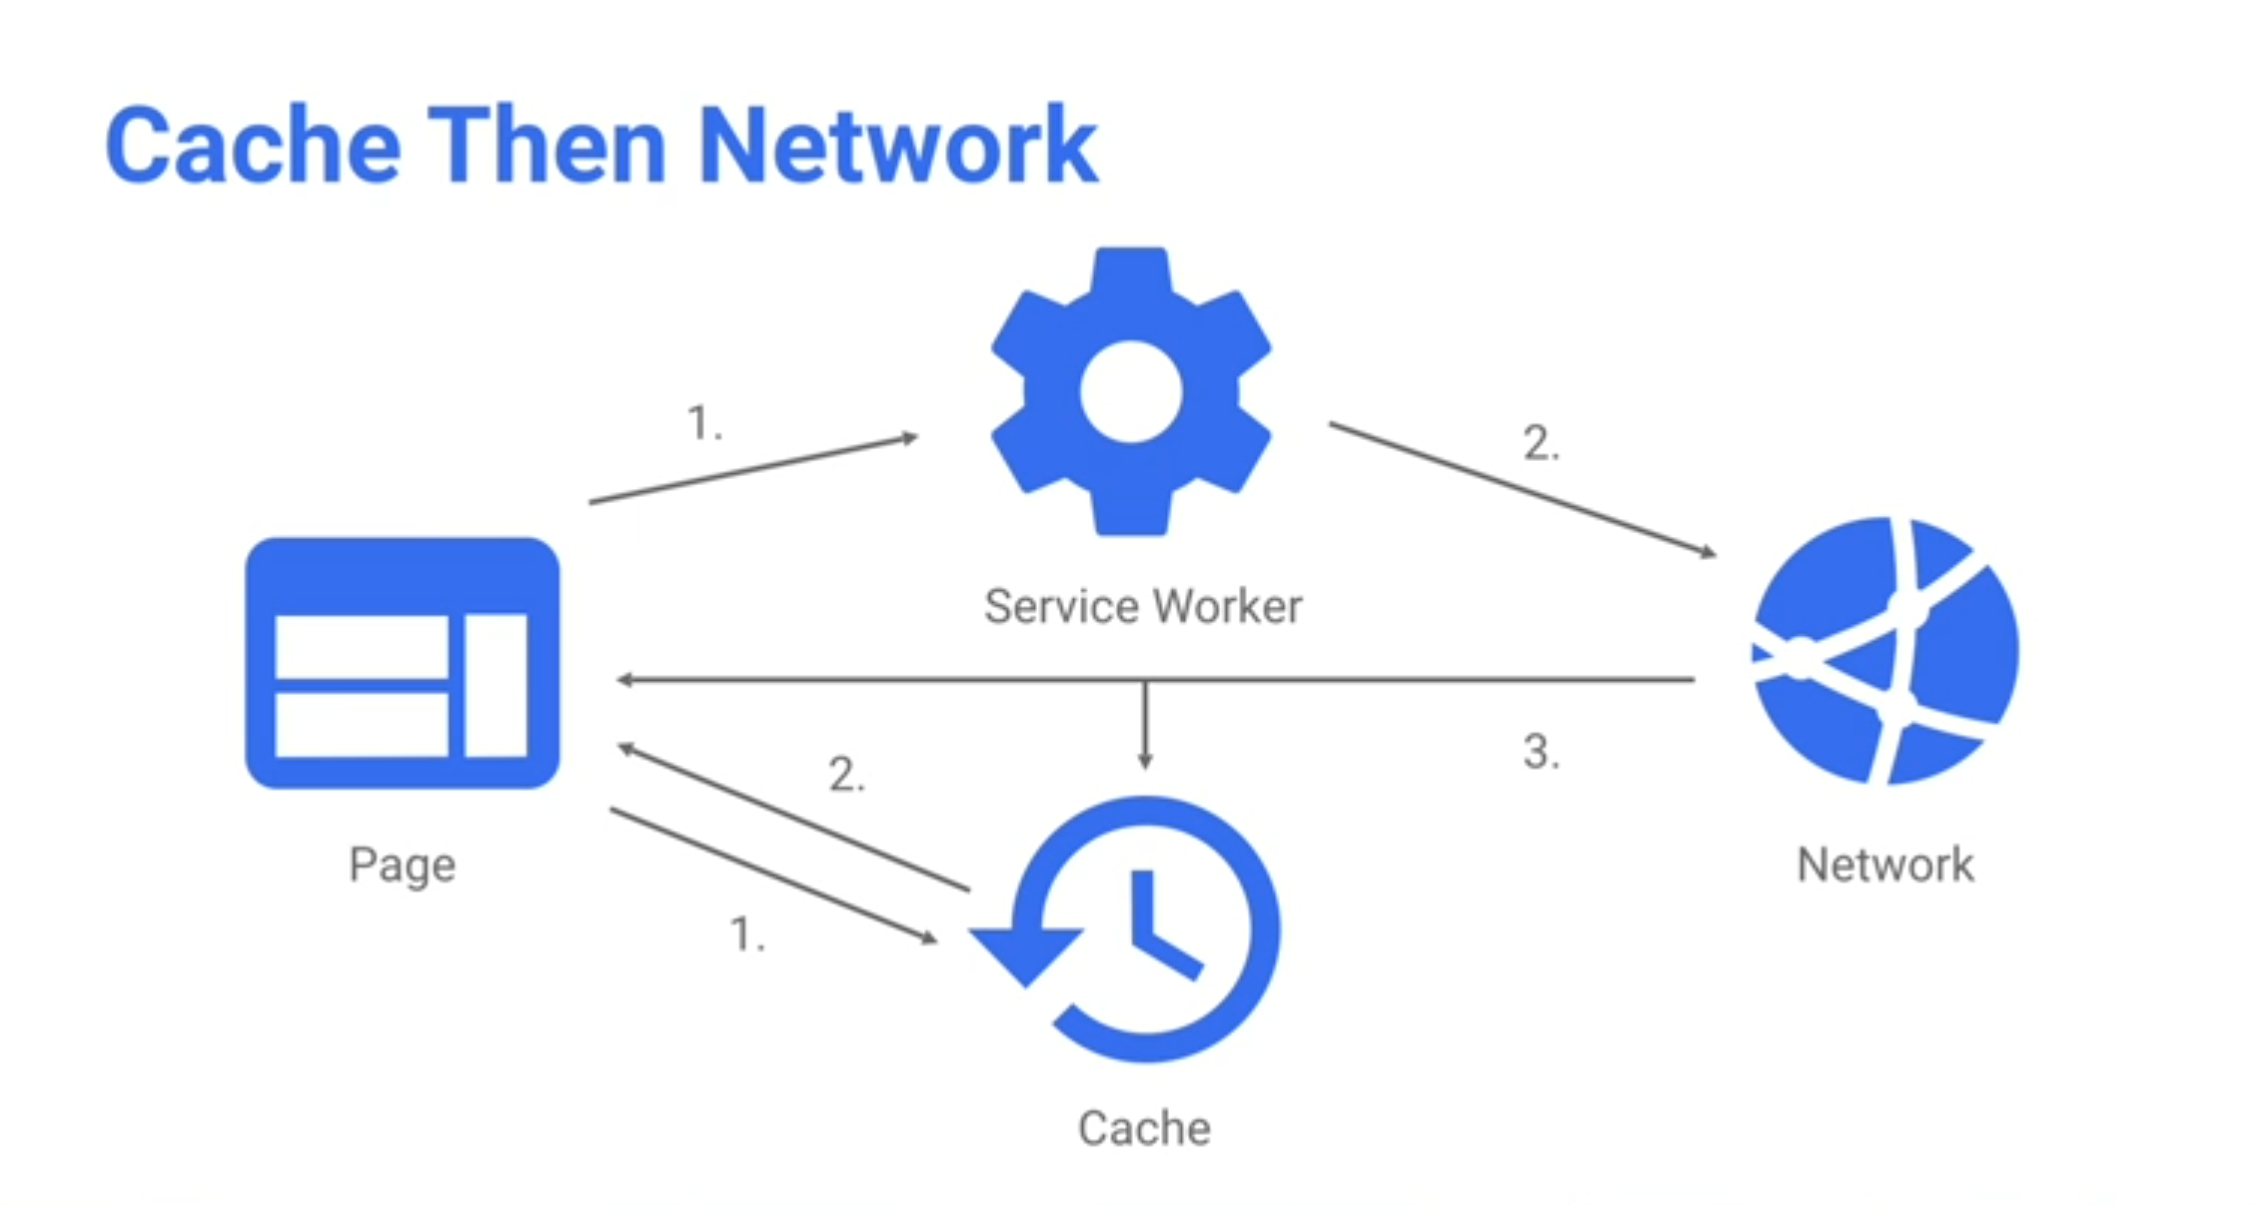 Cache Then Network
1.
2.
Service Worker
2.
3.
Page
Network
1.
Cache